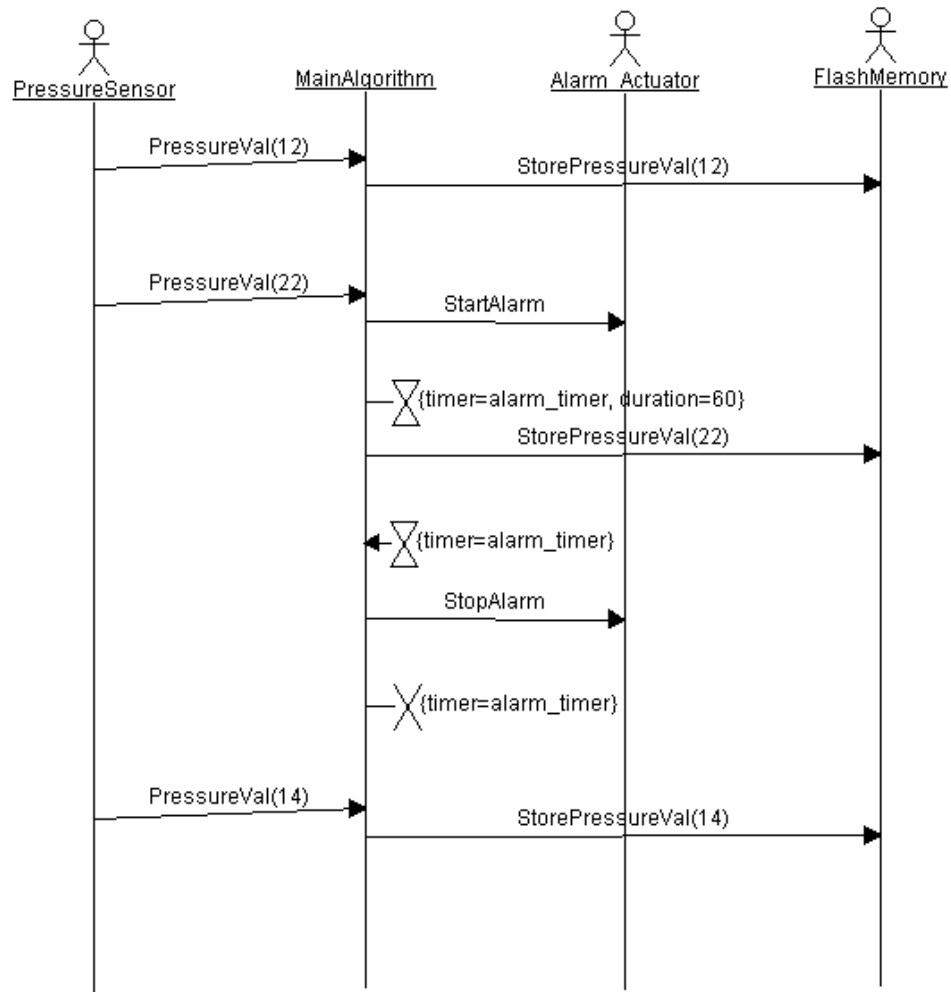 PressureSensor
MainAlgorithm
Alarm_Actuator
FlashMemory
PressureVal(12)
StorePressureVal(12)
PressureVal(22)
StartAlarm
{timer=alarm_timer, duration=60}
StorePressureVal(22)
{timer=alarm_timer}
StopAlarm
{timer=alarm_timer}
PressureVal(14)
StorePressureVal(14)